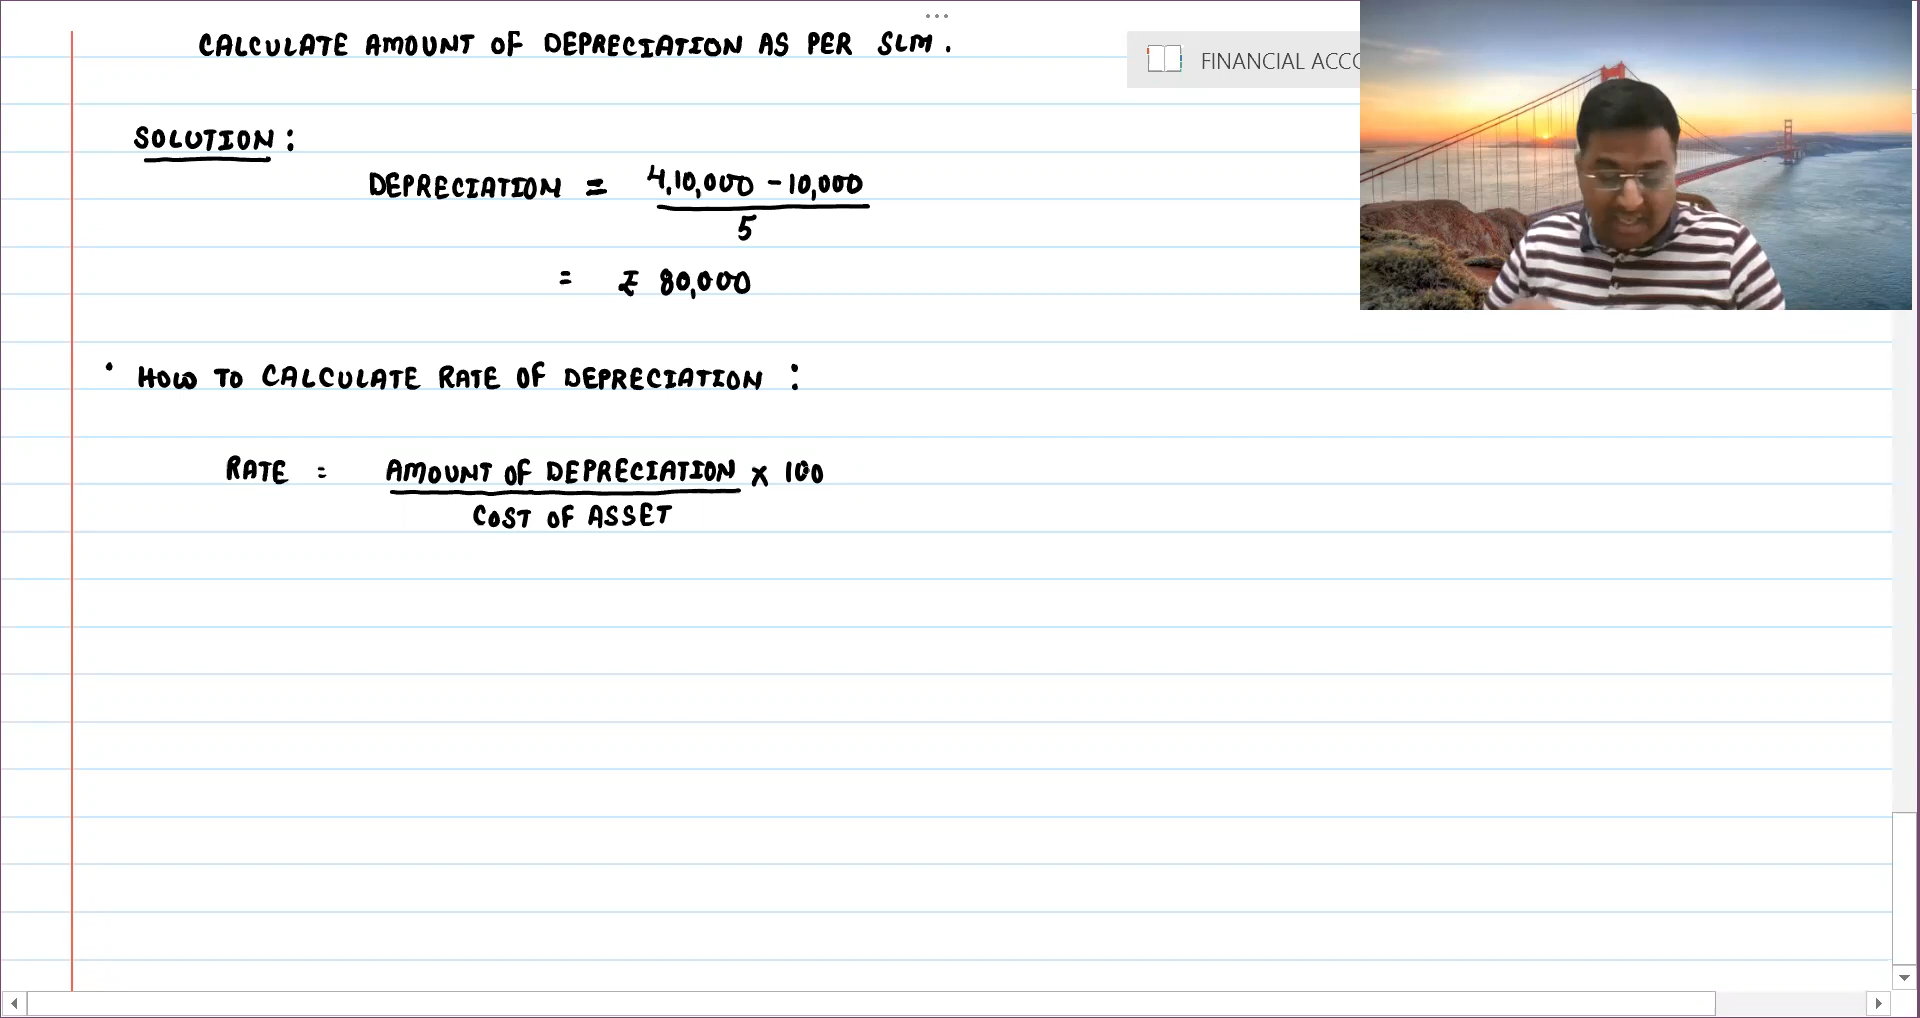 CALCULATE AMOUNT OF DEPRECIATION AS PER SLM.
FINANCIAL ACCO
SOLUTION:
DEPRECIATION = 4,10,000 - 10,000
5
= ₹ 80,000
• HOW TO CALCULATE RATE OF DEPRECIATION :
RATE = AMOUNT OF DEPRECIATION x 100
COST OF ASSET